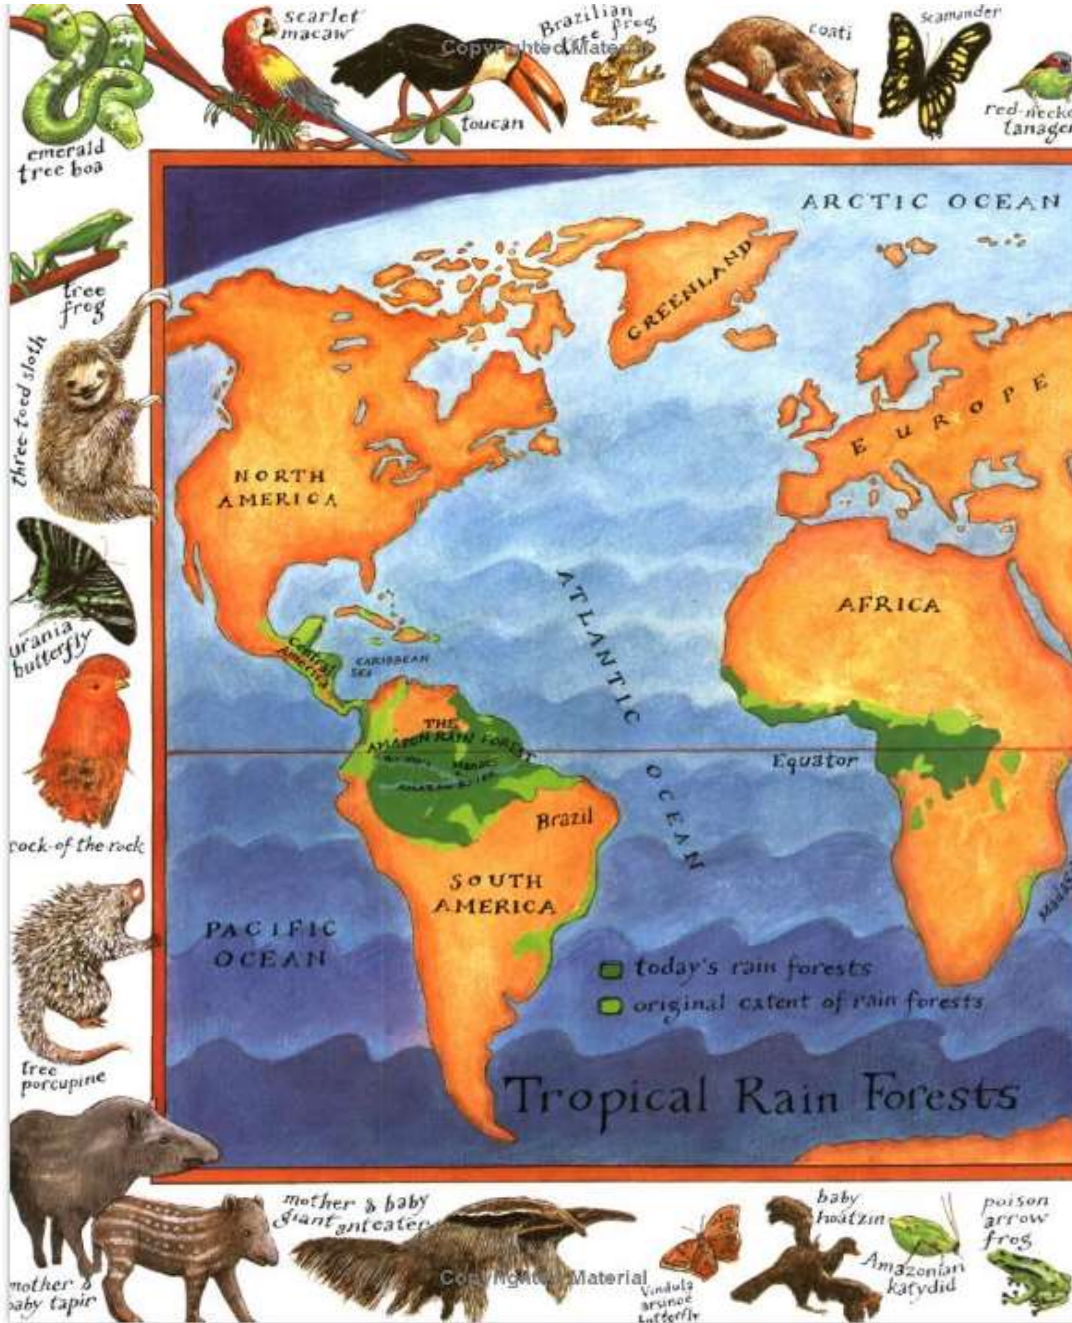 scarlet
macaw
Brazilian
tree frog
Copyrighted Material
coati
scamander
red-necke
tanager
toucan
emerald
tree boa
tree
frog
three-toed sloth
urania
butterfly
cock-of the rock
tree
porcupine
mother &
baby tapir
ARCTIC OCEAN
GREENLAND
EUROPE
NORTH
AMERICA
ATLANTIC
OCEAN
AFRICA
Central
America
CARIBBEAN
SEA
THE
AMAZON RAIN FOREST
Equator
Brazil
SOUTH
AMERICA
PACIFIC
OCEAN
today's rain forests
original extent of rain forests
Tropical Rain Forests
mother & baby
giant anteater
Copyrighted Material
Vindula
arsinoe
butterfly
baby
hoatzin
Amazonian
katydid
poison
arrow
frog